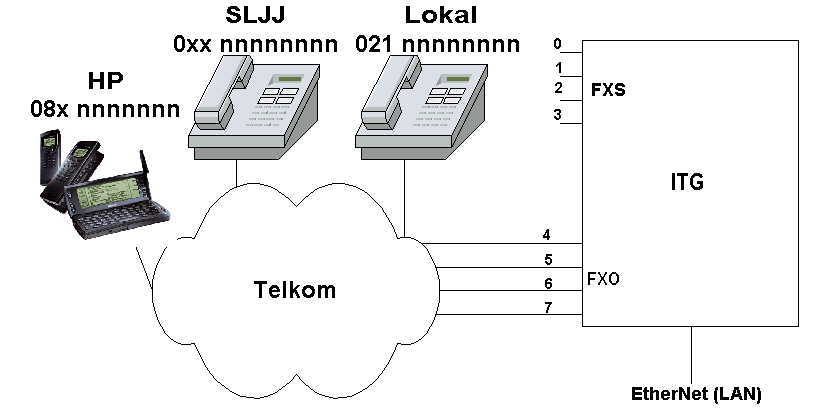 SLJJ
0xx nnnnnnnn
Lokal
021 nnnnnnnn
HP
08x nnnnnnn
0
1
2
3
FXS
ITG
4
5
6
7
FXO
Telkom
EtherNet (LAN)